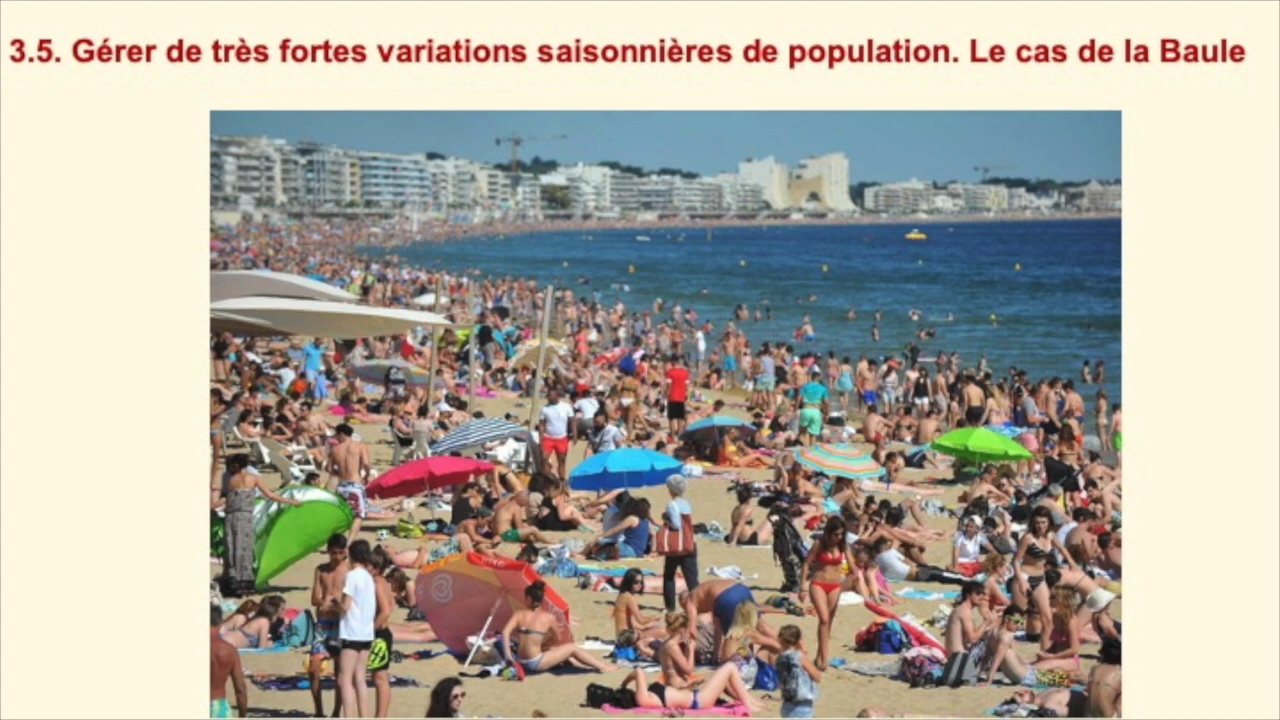 3.5. Gérer de très fortes variations saisonnières de population. Le cas de la Baule